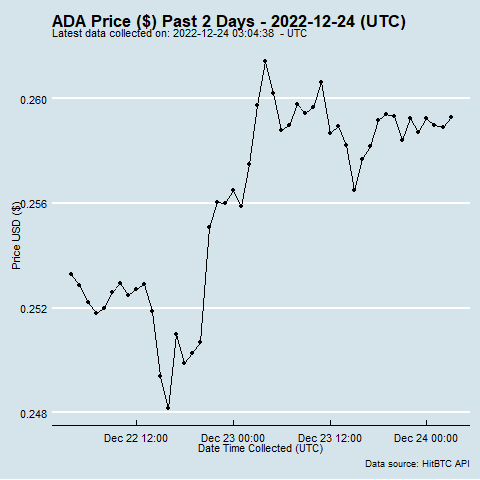 ADA Price ($) Past 2 Days - 2022-12-24 (UTC)
Latest data collected on: 2022-12-24 03:04:38 - UTC
Price USD ($)
0.260
0.256
0.252
0.248
Dec 22 12:00 Dec 23 00:00 Dec 23 12:00 Dec 24 00:00
Date Time Collected (UTC)
Data source: HitBTC API